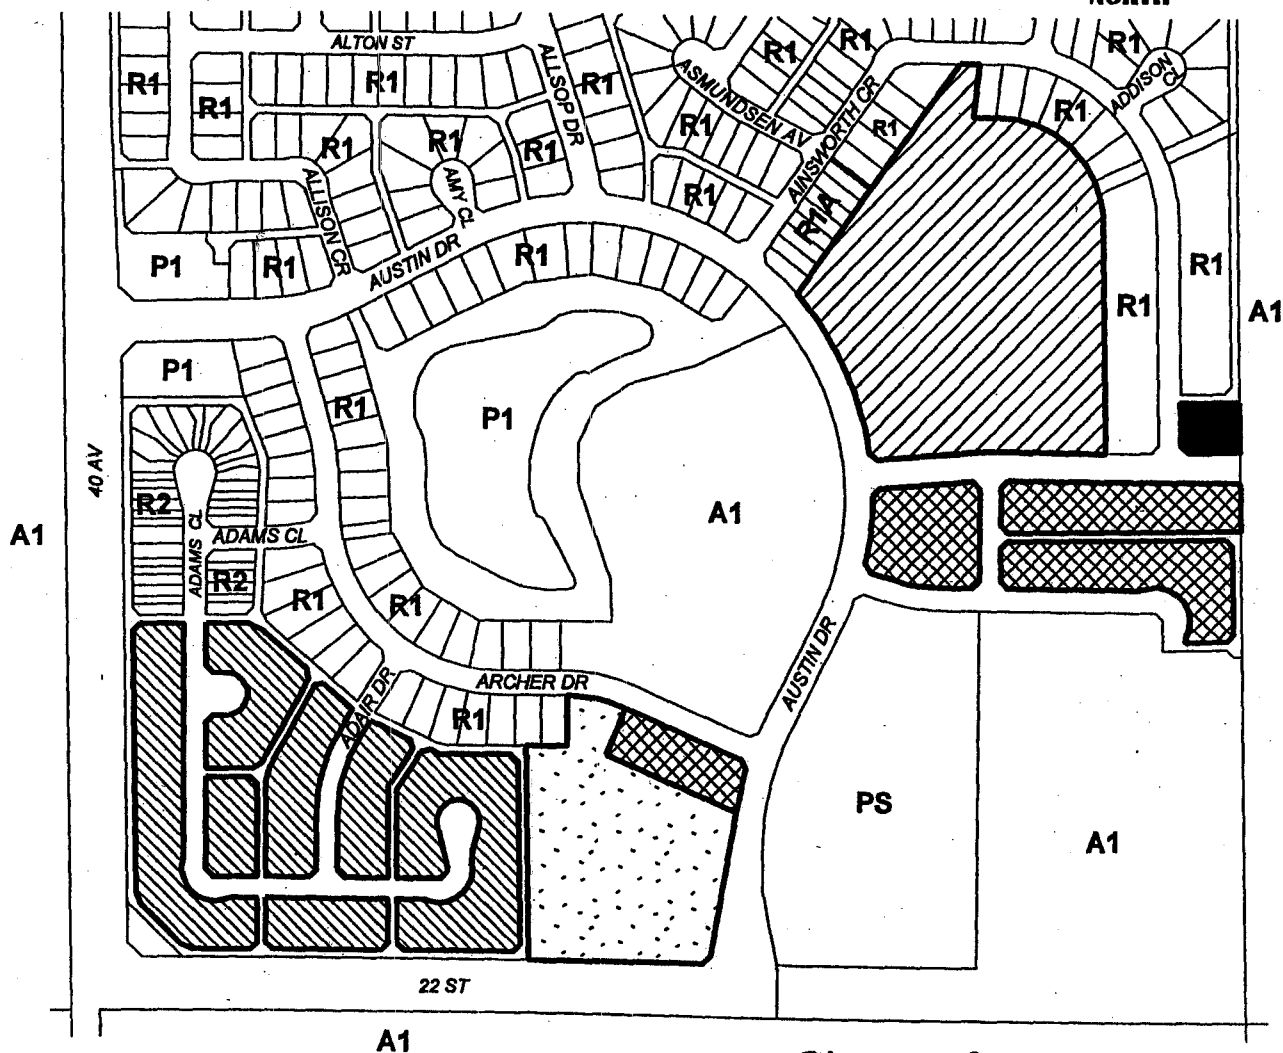 ALTON ST
R1
R1
R1
ALLSOP DR
R1
R1
R1
R1
ADDISON CL
ASMUNDSEN AV
R1
R1
R1
R1
R1
R1
AINSWORTH CR
ALLISON CR
AMY CL
R1
R1A
AUSTIN DR
R1
P1
R1
R1
R1
A1
P1
R1
P1
40 AV
R2
A1
A1
ADAMS CL
ADAMS CL
R2
R1
R1
AUSTIN DR
ARCHER DR
ADAIR DR
R1
PS
A1
22 ST
A1